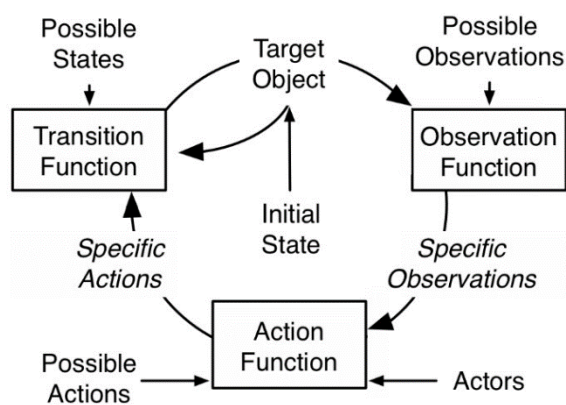 Possible
States
Target
Object
Possible
Observations
Transition
Function
Observation
Function
Initial
State
Specific
Actions
Specific
Observations
Action
Function
Possible
Actions
Actors